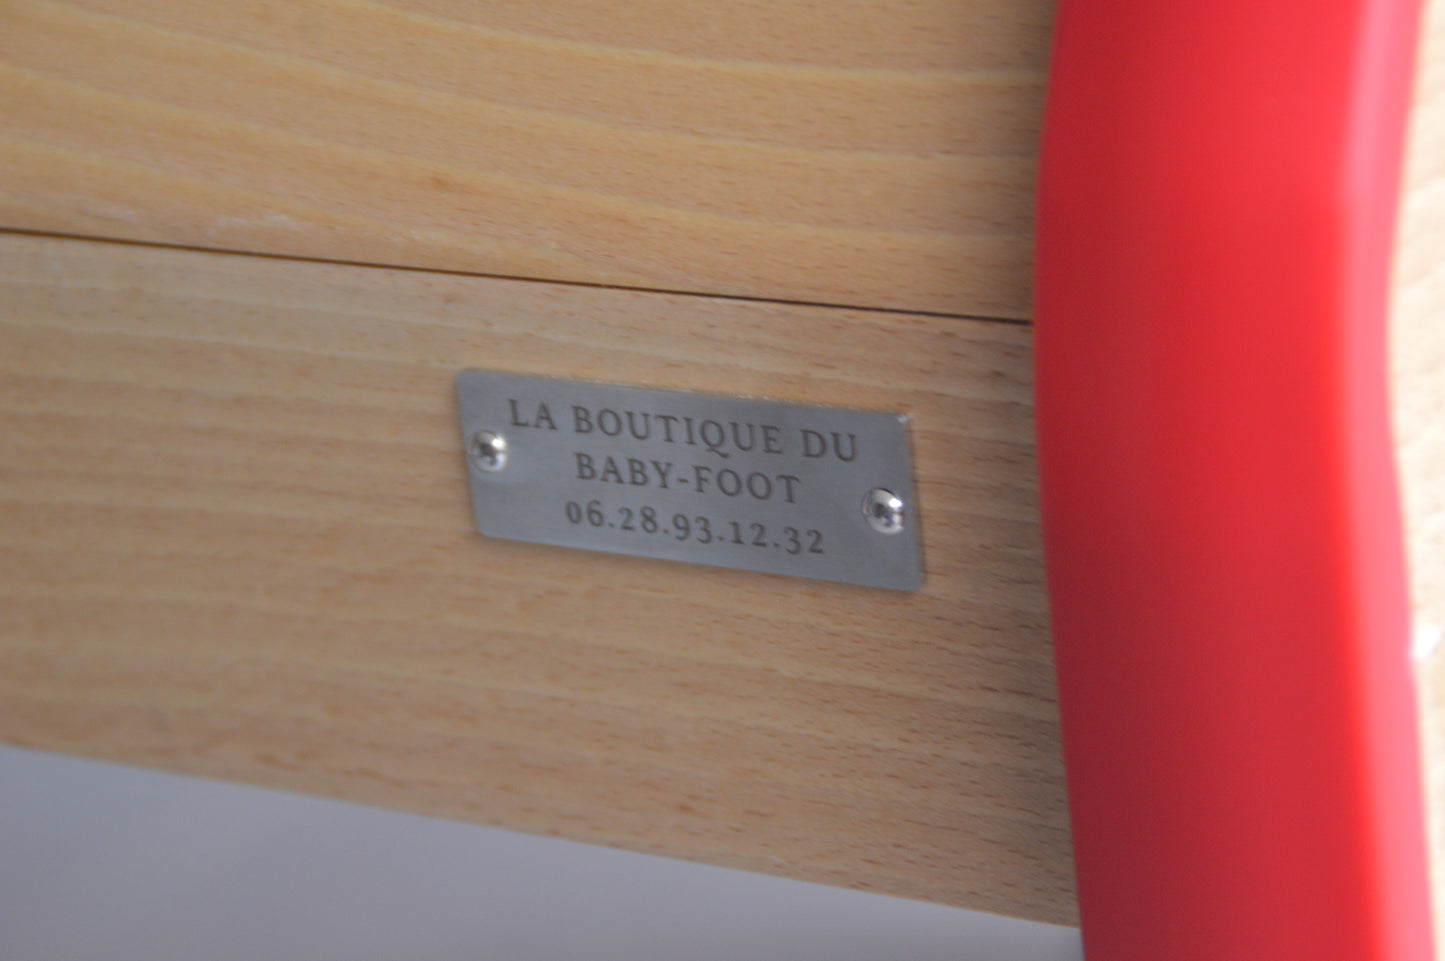 LA BOUTIQUE DU
BABY-FOOT
06.28.93.12.32